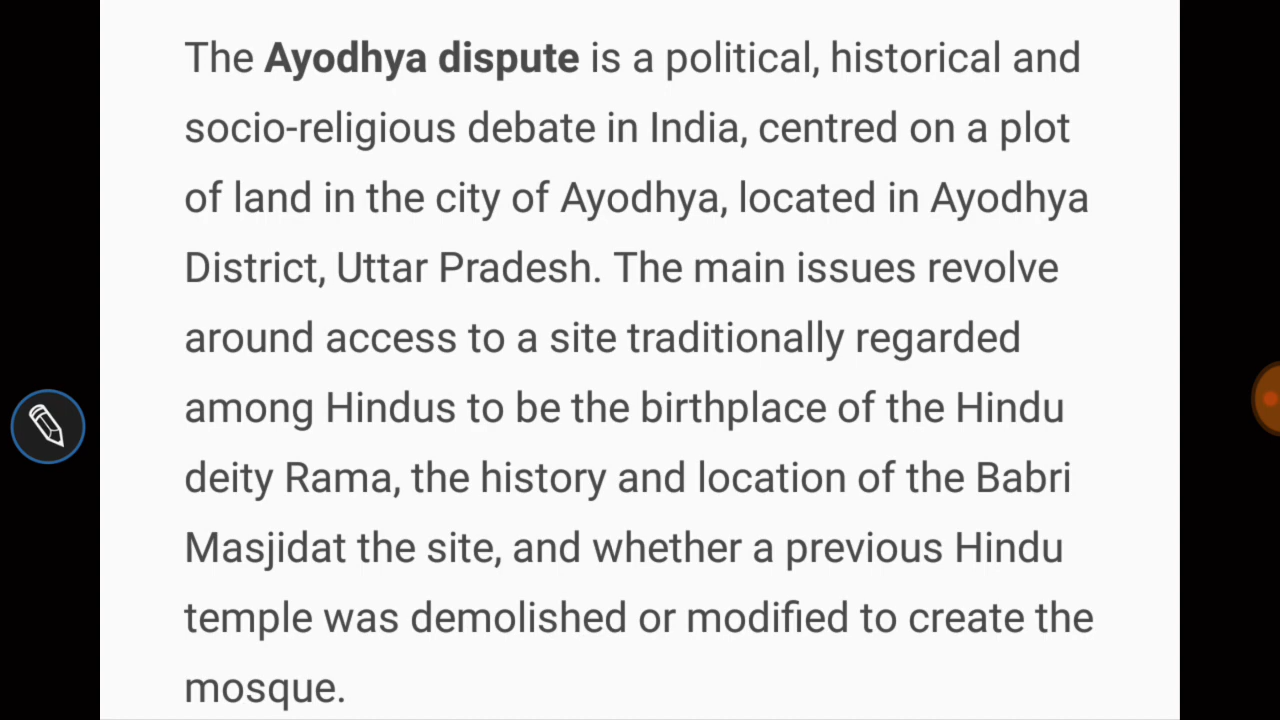 The Ayodhya dispute is a political, historical and
socio-religious debate in India, centred on a plot
of land in the city of Ayodhya, located in Ayodhya
District, Uttar Pradesh. The main issues revolve
around access to a site traditionally regarded
among Hindus to be the birthplace of the Hindu
deity Rama, the history and location of the Babri
Masjidat the site, and whether a previous Hindu
temple was demolished or modified to create the
mosque.